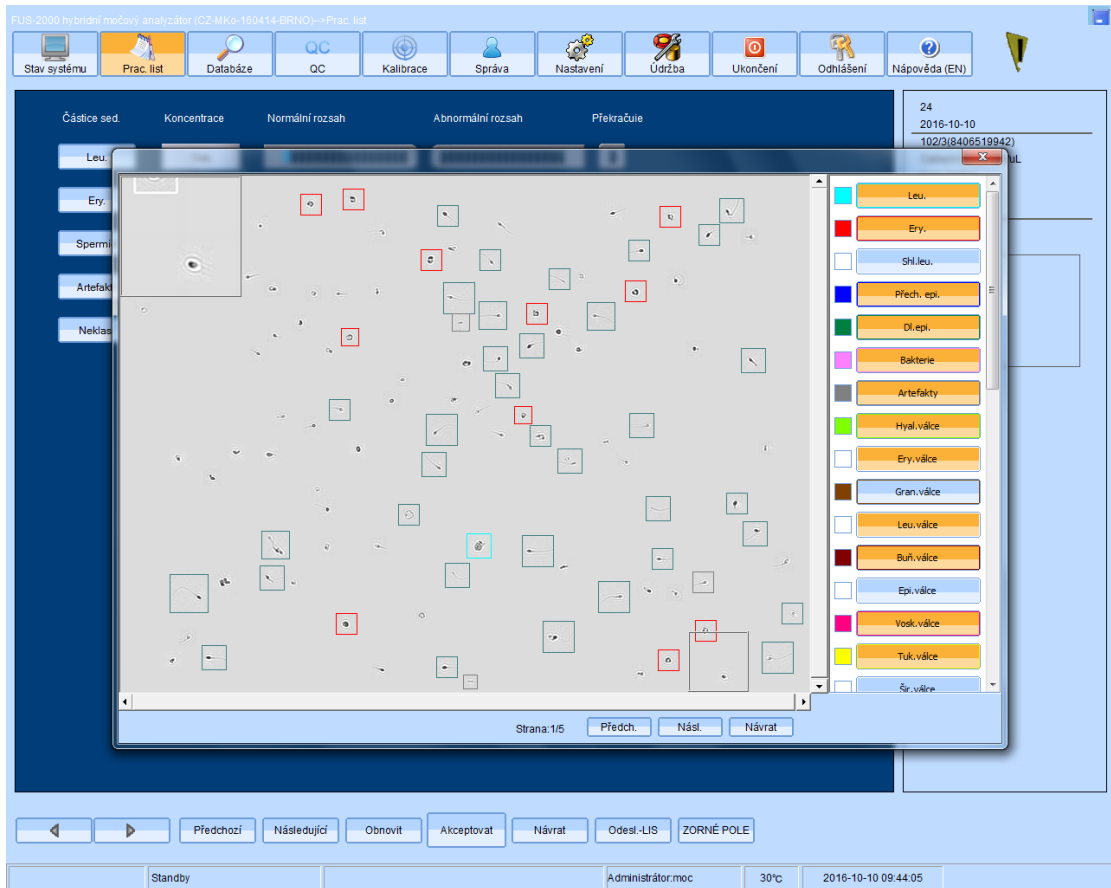 FUS-2000 hybridní močový analyzátor (CZ-MKo-160414-BRNO)-->Prac. list
QC
Stav systému Prac. list Databáze QC Kalibrace Správa Nastavení Údržba Ukončení Odhlášení Nápověda (EN)
Částice sed. Koncentrace Normální rozsah Abnormální rozsah Překračuie
24
2016-10-10
102/3(8406519942)
Leu.
Ery.
Spermi
Artefakt
Neklas
Leu.
Ery.
Shl.leu.
Přech. epi.
Dl.epi.
Bakterie
Artefakty
Hyal.válce
Ery.válce
Gran.válce
Leu.válce
Buň.válce
Epi.válce
Vosk.válce
Tuk.válce
Šir.válce
Strana:1/5 Předch. Násl. Návrat
Předchozí Následující Obnovit Akceptovat Návrat Odesl.-LIS ZORNÉ POLE
Standby Administrátor:moc 30°C 2016-10-10 09:44:05